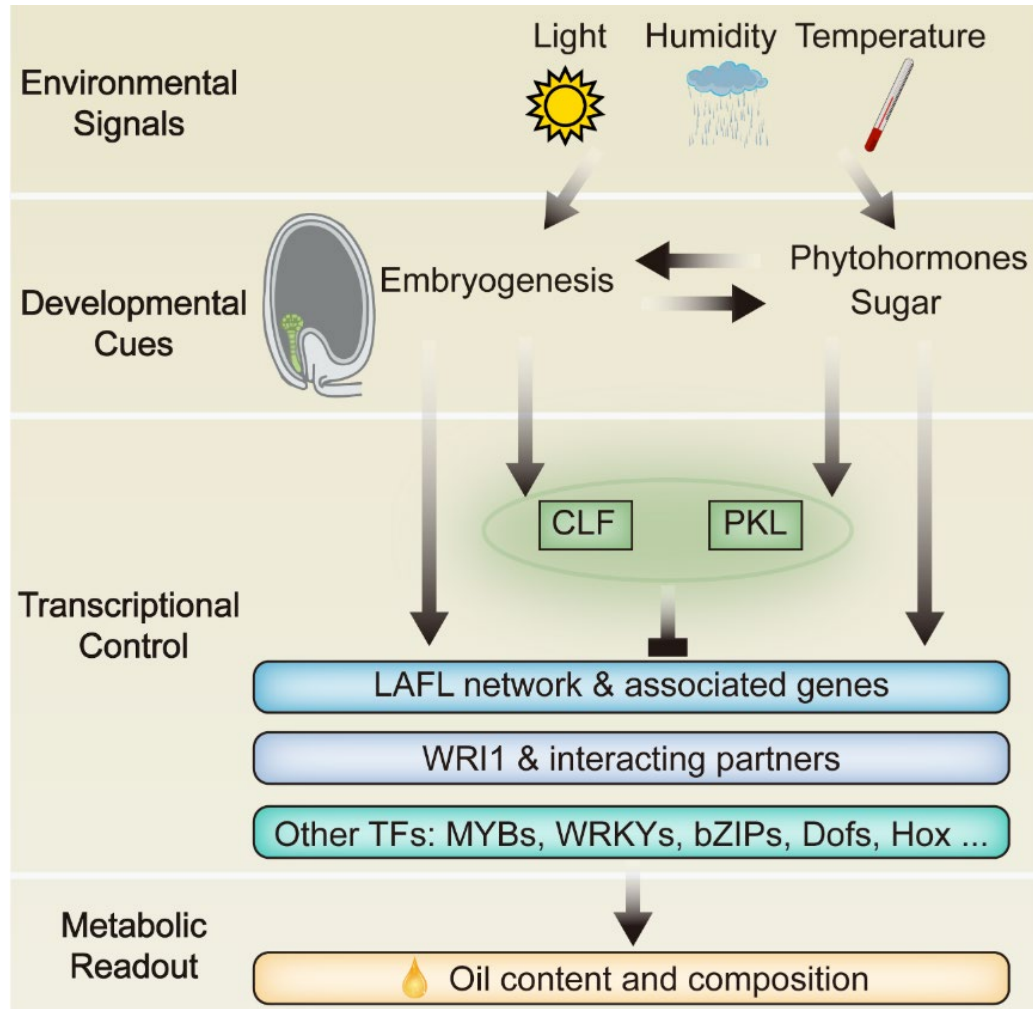 Light Humidity Temperature
Environmental
Signals
Embryogenesis
Phytohormones
Sugar
Developmental
Cues
CLF PKL
Transcriptional
Control
LAFL network & associated genes
WRI1 & interacting partners
Other TFs: MYBs, WRKYs, bZIPs, Dofs, Hox ...
Metabolic
Readout
Oil content and composition